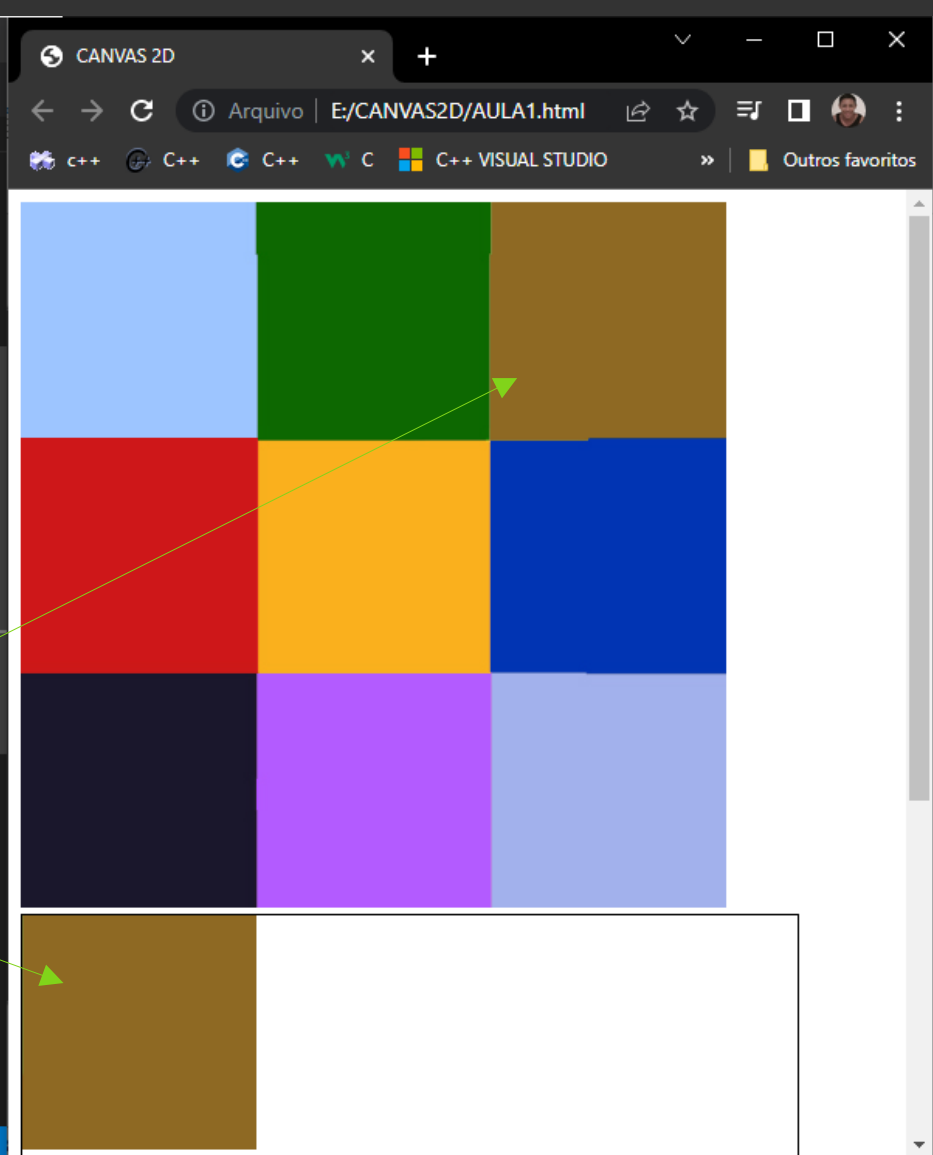 CANVAS 2D
Arquivo E:/CANVAS2D/AULA1.html
c++ C++ C++ C C++ VISUAL STUDIO » Outros favoritos